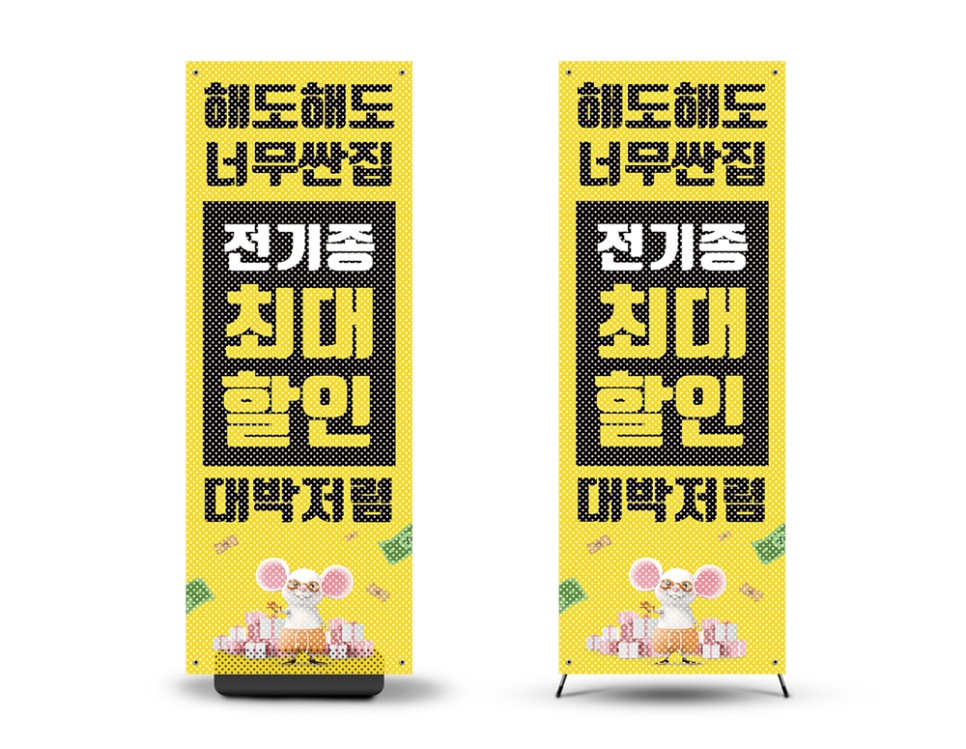 해도해도
너무싼집
전기종
최대
할인
대박저렴
해도해도
너무싼집
전기종
최대
할인
대박저렴